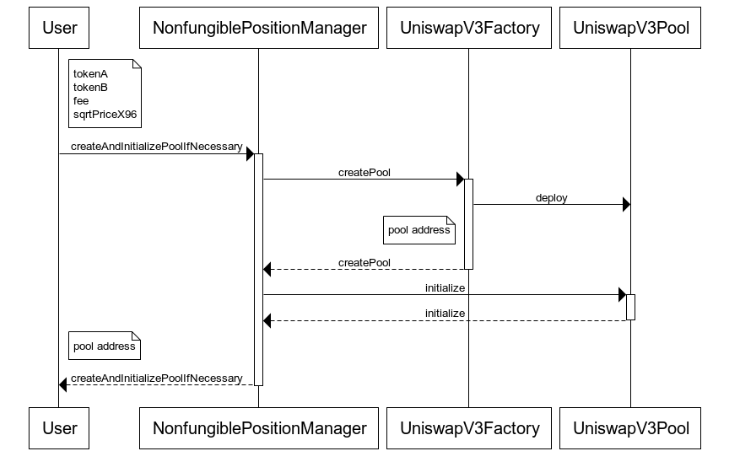 User NonfungiblePositionManager UniswapV3Factory UniswapV3Pool
tokenA
tokenB
fee
sqrtPriceX96
createAndInitializePoolIfNecessary
createPool
deploy
pool address
createPool
initialize
initialize
pool address
createAndInitializePoolIfNecessary
User NonfungiblePositionManager UniswapV3Factory UniswapV3Pool